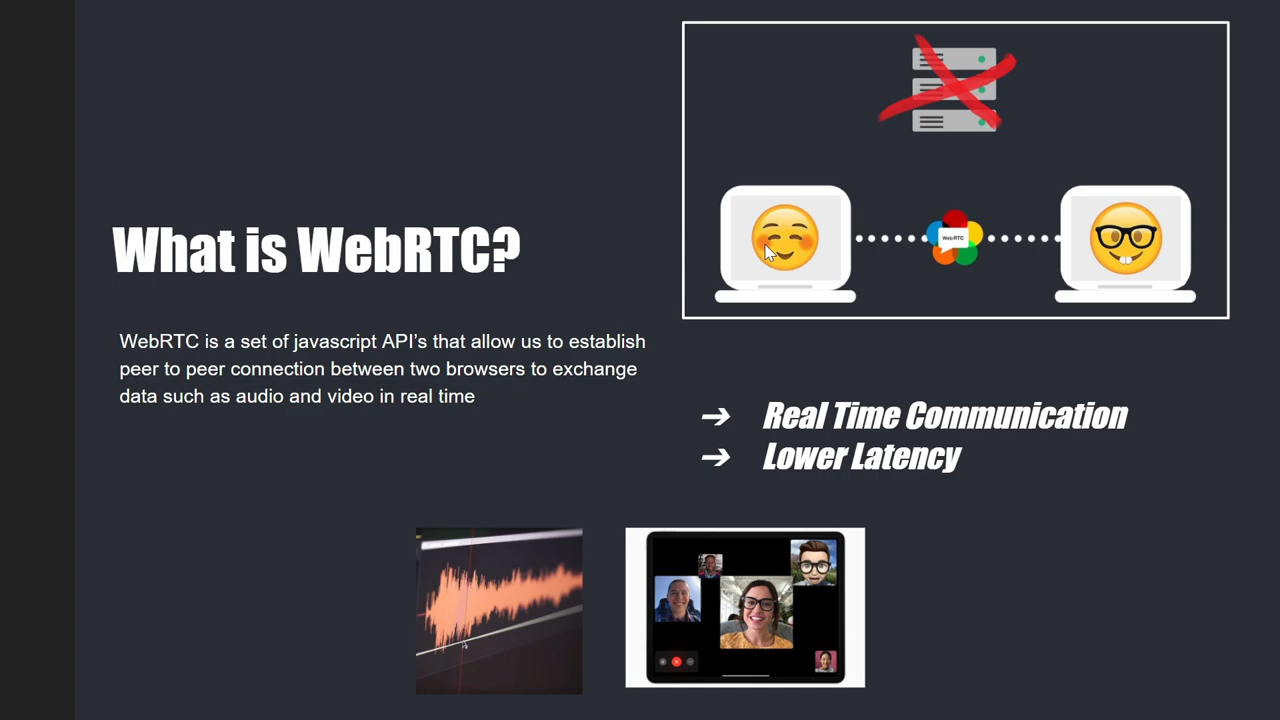 What is WebRTC?
WebRTC is a set of javascript API’s that allow us to establish
peer to peer connection between two browsers to exchange
data such as audio and video in real time
WebRTC
➔ Real Time Communication
➔ Lower Latency